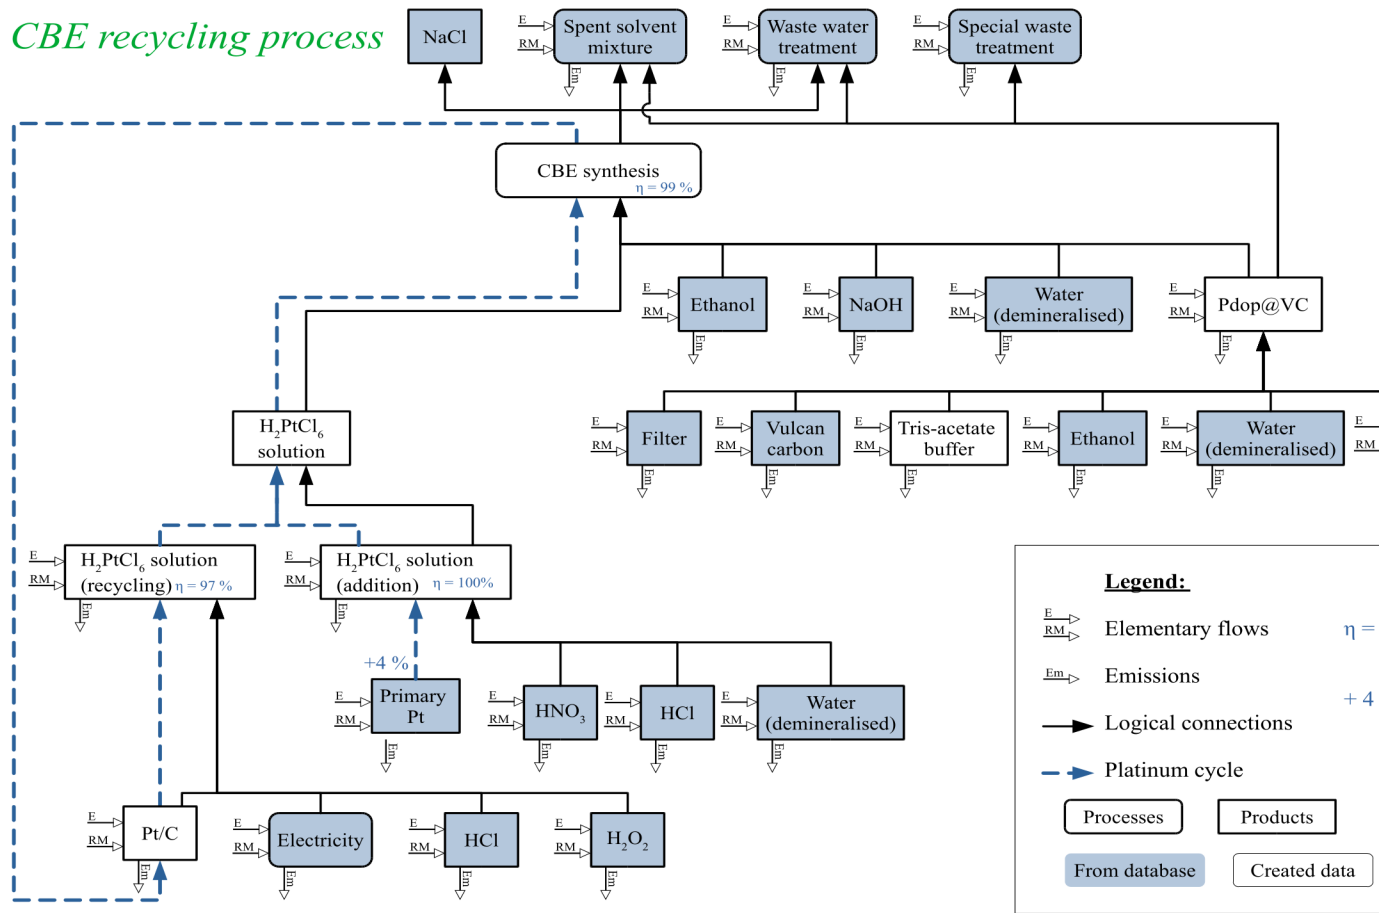 CBE recycling process
NaCl
E
RM
Spent solvent
mixture
Em
E
RM
Waste water
treatment
Em
E
RM
Special waste
treatment
Em
CBE synthesis
η = 99 %
E
RM
Ethanol
Em
E
RM
NaOH
Em
E
RM
Water
(demineralised)
Em
E
RM
Pdop@VC
Em
H₂PtCl₆
solution
E
RM
Filter
Em
E
RM
Vulcan
carbon
Em
E
RM
Tris-acetate
buffer
Em
E
RM
Ethanol
Em
E
RM
Water
(demineralised)
Em
E
RM
E
RM
H₂PtCl₆ solution
(recycling) η = 97 %
Em
E
RM
H₂PtCl₆ solution
(addition) η = 100%
Em
+4 %
E
RM
Primary
Pt
Em
E
RM
HNO₃
Em
E
RM
HCl
Em
E
RM
Water
(demineralised)
Em
E
RM
Pt/C
Em
E
RM
Electricity
Em
E
RM
HCl
Em
E
RM
H₂O₂
Em
Legend:
E
RM
Elementary flows
η =
Em
Emissions
+ 4
Logical connections
Platinum cycle
Processes
Products
From database
Created data